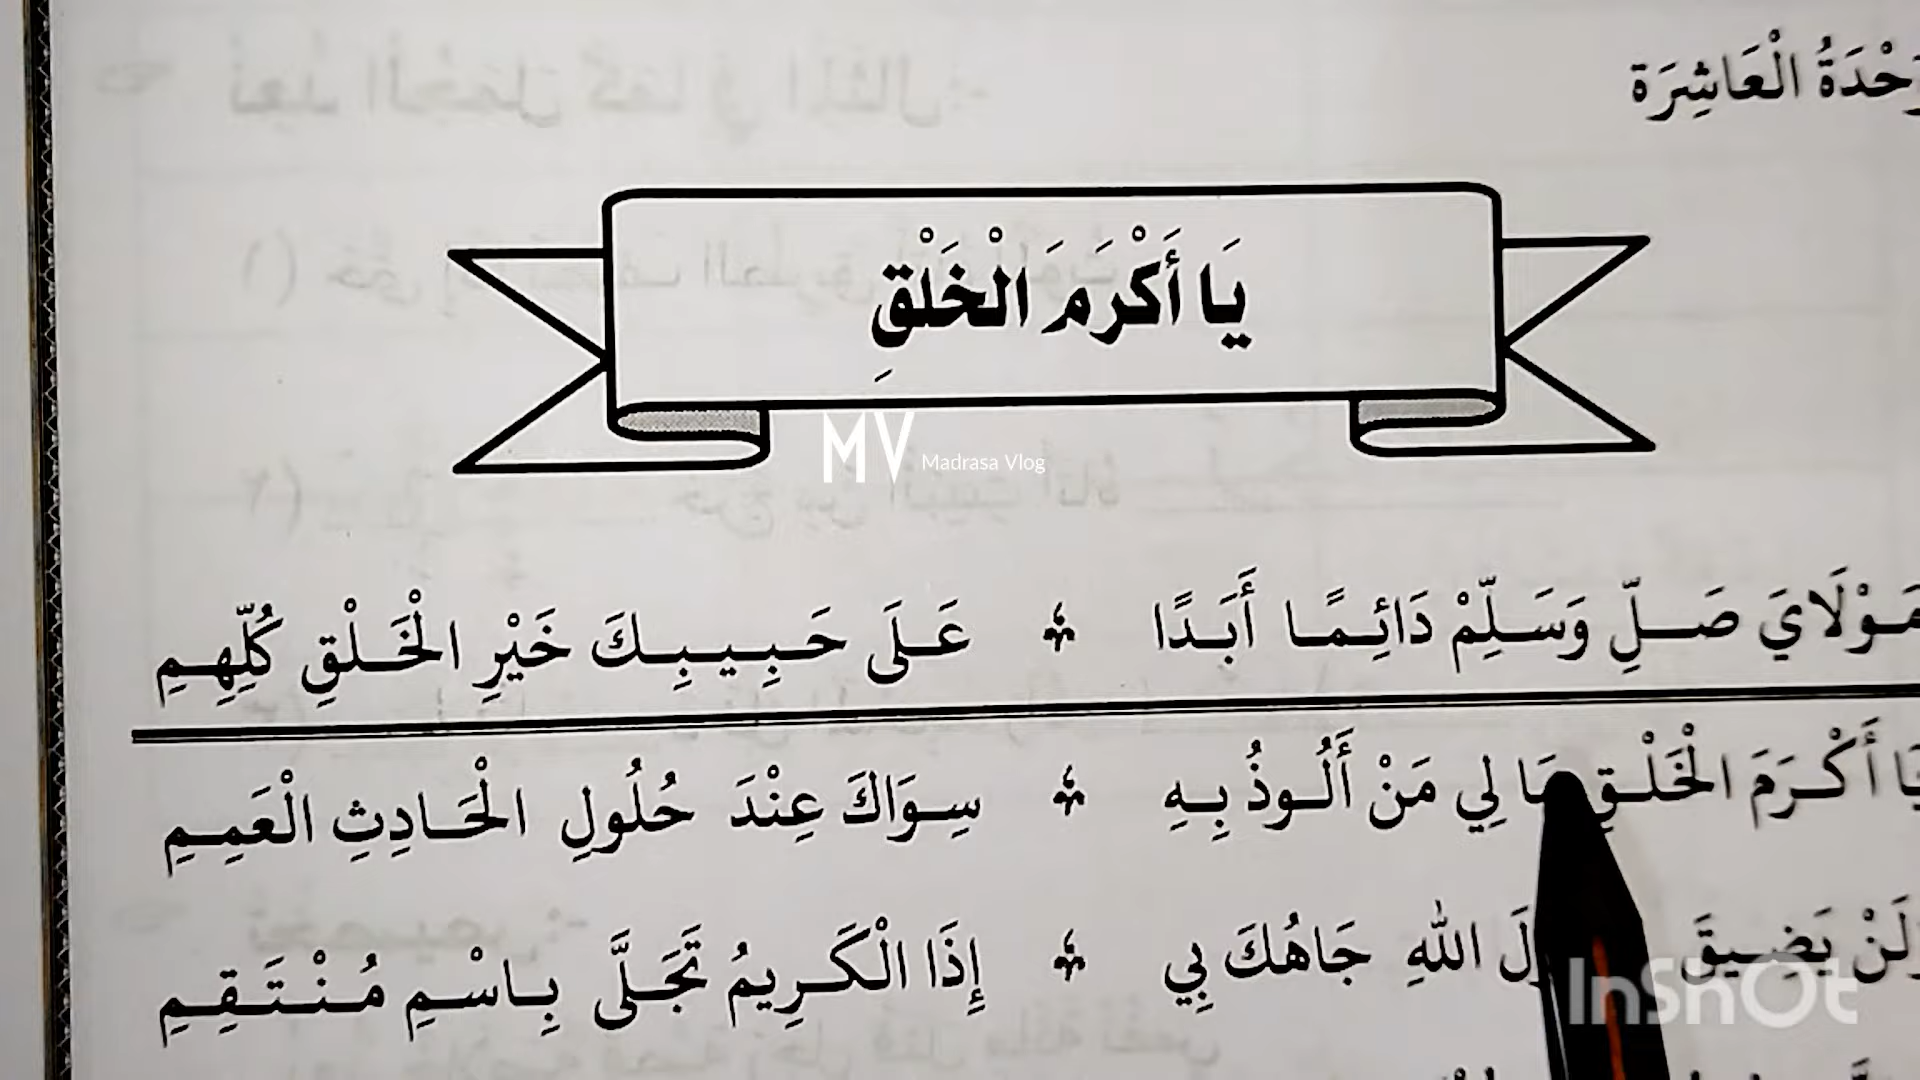 وَحْدَةُ الْعَاشِرَة
يَا أَكْرَمَ الْخَلْقِ
MV Madrasa Vlog
مَوْلَايَ صَلِّ وَسَلِّمْ دَائِمًا أَبَدًا عَلَى حَبِيبِكَ خَيْرِ الْخَلْقِ كُلِّهِمِ
يَا أَكْرَمَ الْخَلْقِ مَا لِي مَنْ أَلُوذُ بِهِ سِوَاكَ عِنْدَ حُلُولِ الْحَادِثِ الْعَمِمِ
وَلَنْ يَضِيقَ اللهِ جَاهُكَ بِي إِذَا الْكَرِيمُ تَجَلَّى بِاسْمِ مُنْتَقِمِ
InShOt